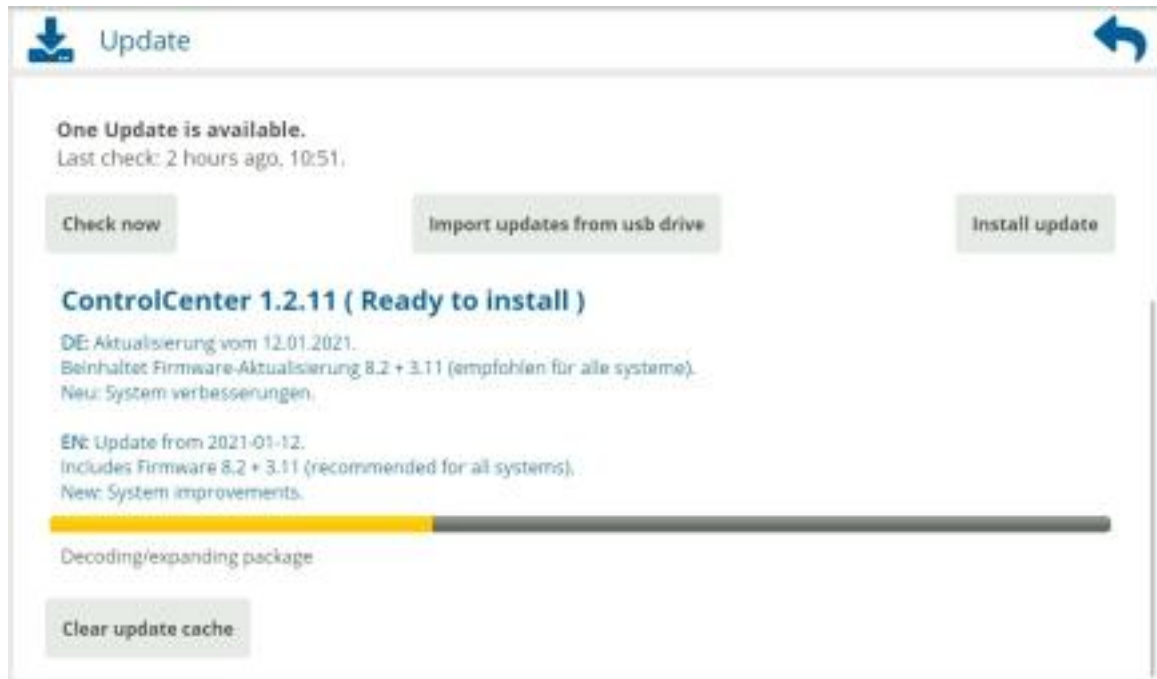 Update
One Update is available.
Last check: 2 hours ago, 10:51.
Check now
Import updates from usb drive
Install update
ControlCenter 1.2.11 ( Ready to install )
DE: Aktualisierung vom 12.01.2021.
Beinhaltet Firmware-Aktualisierung 8.2 + 3.11 (empfohlen für alle systeme).
Neu: System verbesserungen.
EN: Update from 2021-01-12.
Includes Firmware 8.2 + 3.11 (recommended for all systems).
New: System improvements.
Decoding/expanding package
Clear update cache